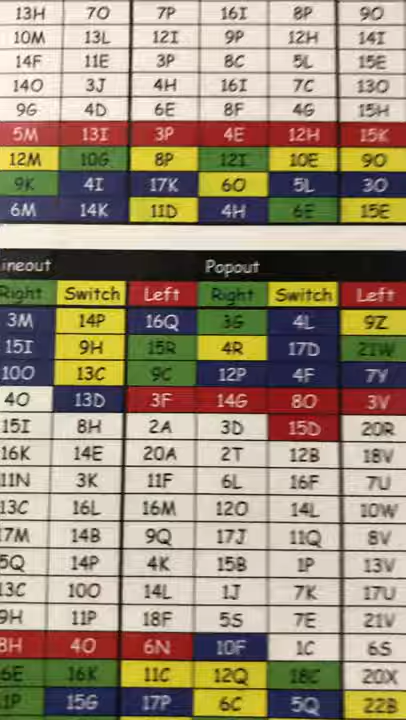 13H 7O 7P 16I 8P 9O
10M 13L 12I 9P 12H 14I
14F 11E 3P 8C 5L 15E
14O 3J 4H 16I 7C 13O
9G 4D 6E 8F 4G 15H
5M 13I 3P 4E 12H 15K
12M 10G 8P 12I 10E 9O
9K 4I 17K 6O 5L 3O
6M 14K 11D 4H 6E 15E
ineout Popout
Right Switch Left Right Switch Left
3M 14P 16Q 3G 4L 9Z
15I 9H 15R 4R 17D 21W
10O 13C 9C 12P 4F 7Y
4O 13D 3F 14G 8O 3V
15I 8H 2A 3D 15D 20R
16K 14E 20A 2T 12B 18V
11N 3K 11F 6L 16F 7U
13C 16L 16M 12O 14L 10W
7M 14B 9Q 17J 11Q 8V
5Q 14P 4K 15B 1P 13V
13C 10O 14L 1J 7K 17U
9H 11P 18F 5S 7E 21V
8H 4O 6N 10F 1C 6S
6E 16K 11C 12Q 18C 20X
1P 15G 17P 6C 5Q 22B